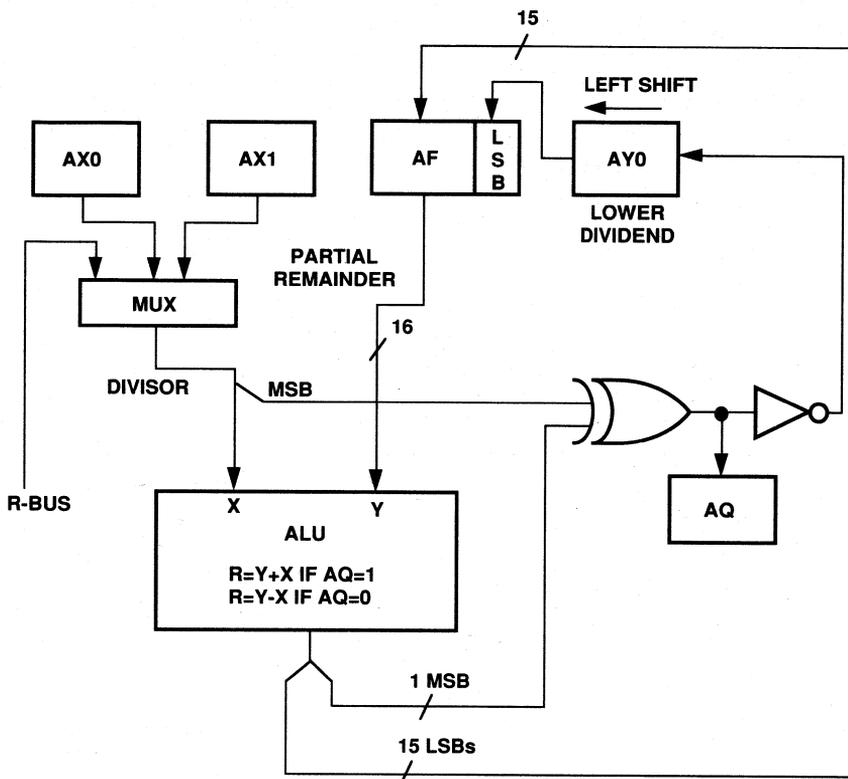 15
LEFT SHIFT
AX0
AX1
AF
L
S
B
AY0
LOWER
DIVIDEND
PARTIAL
REMAINDER
MUX
16
DIVISOR
MSB
R-BUS
X
Y
ALU
AQ
R=Y+X IF AQ=1
R=Y-X IF AQ=0
1 MSB
15 LSBs